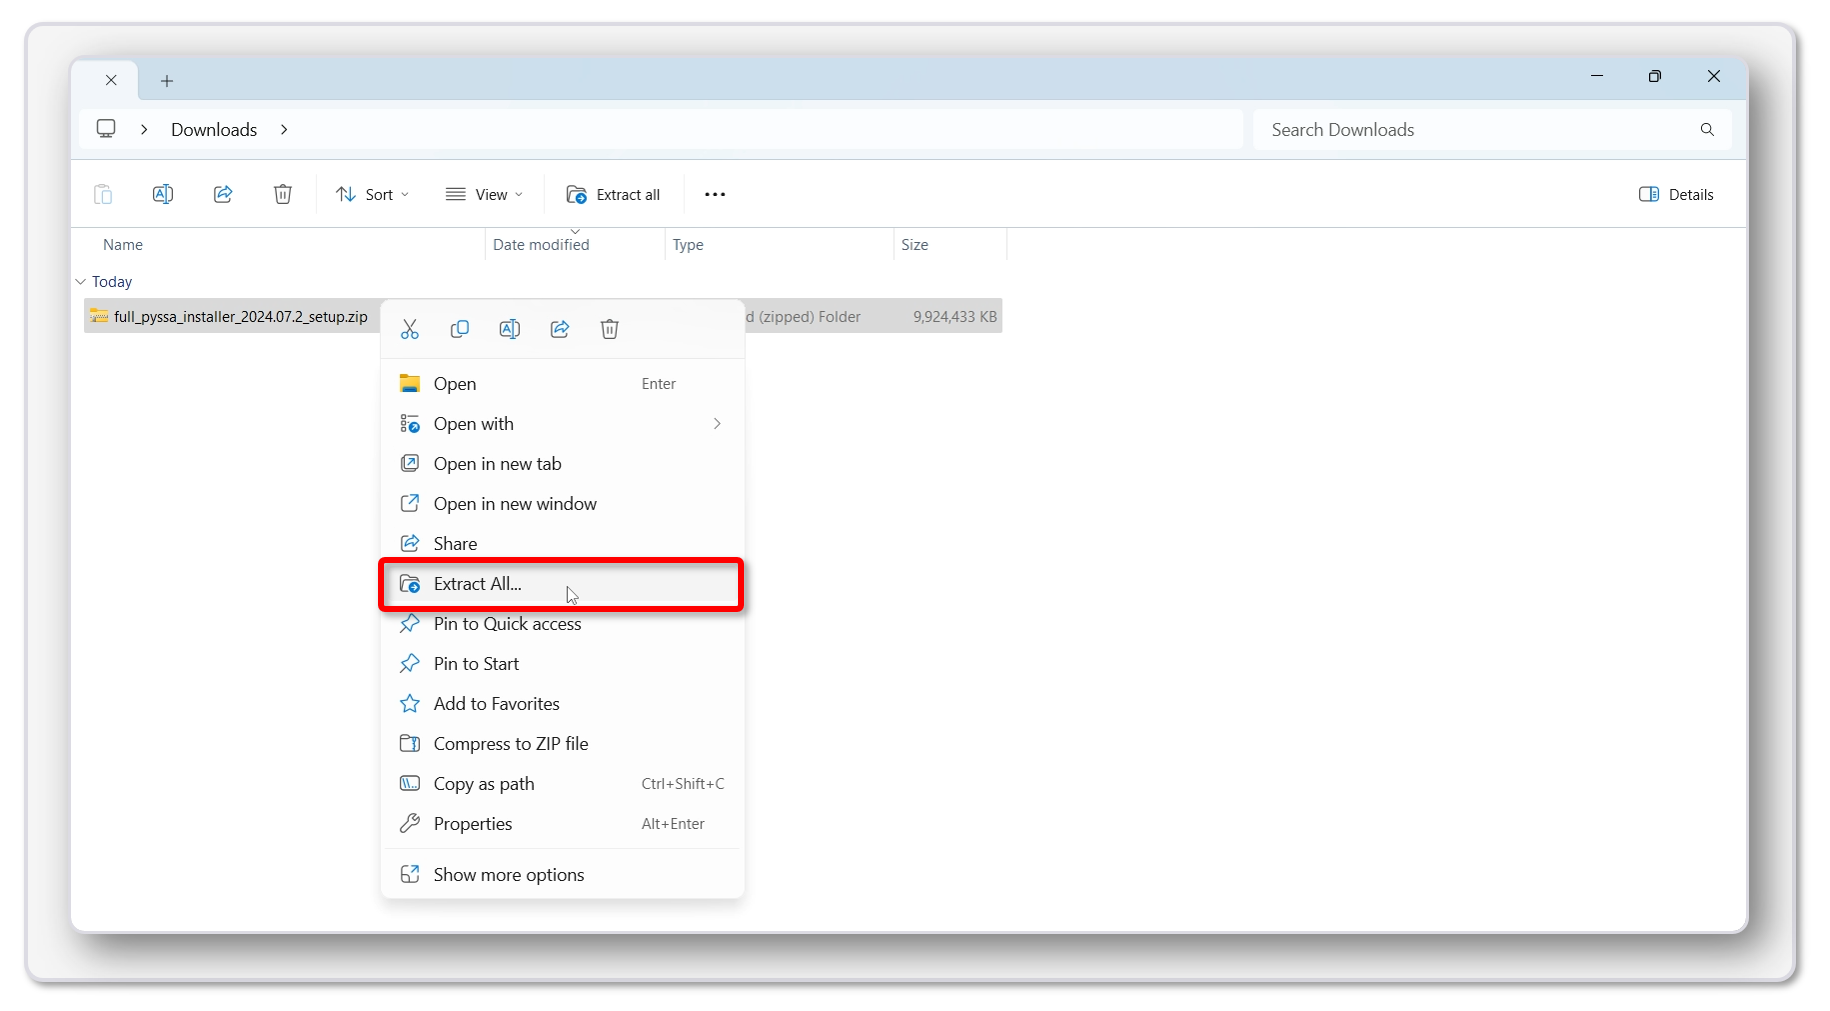 Downloads
Search Downloads
Sort
View
Extract all
Details
Name
Date modified
Type
Size
Today
full_pyssa_installer_2024.07.2_setup.zip
d (zipped) Folder
9,924,433 KB
Open Enter
Open with
Open in new tab
Open in new window
Share
Extract All...
Pin to Quick access
Pin to Start
Add to Favorites
Compress to ZIP file
Copy as path Ctrl+Shift+C
Properties Alt+Enter
Show more options